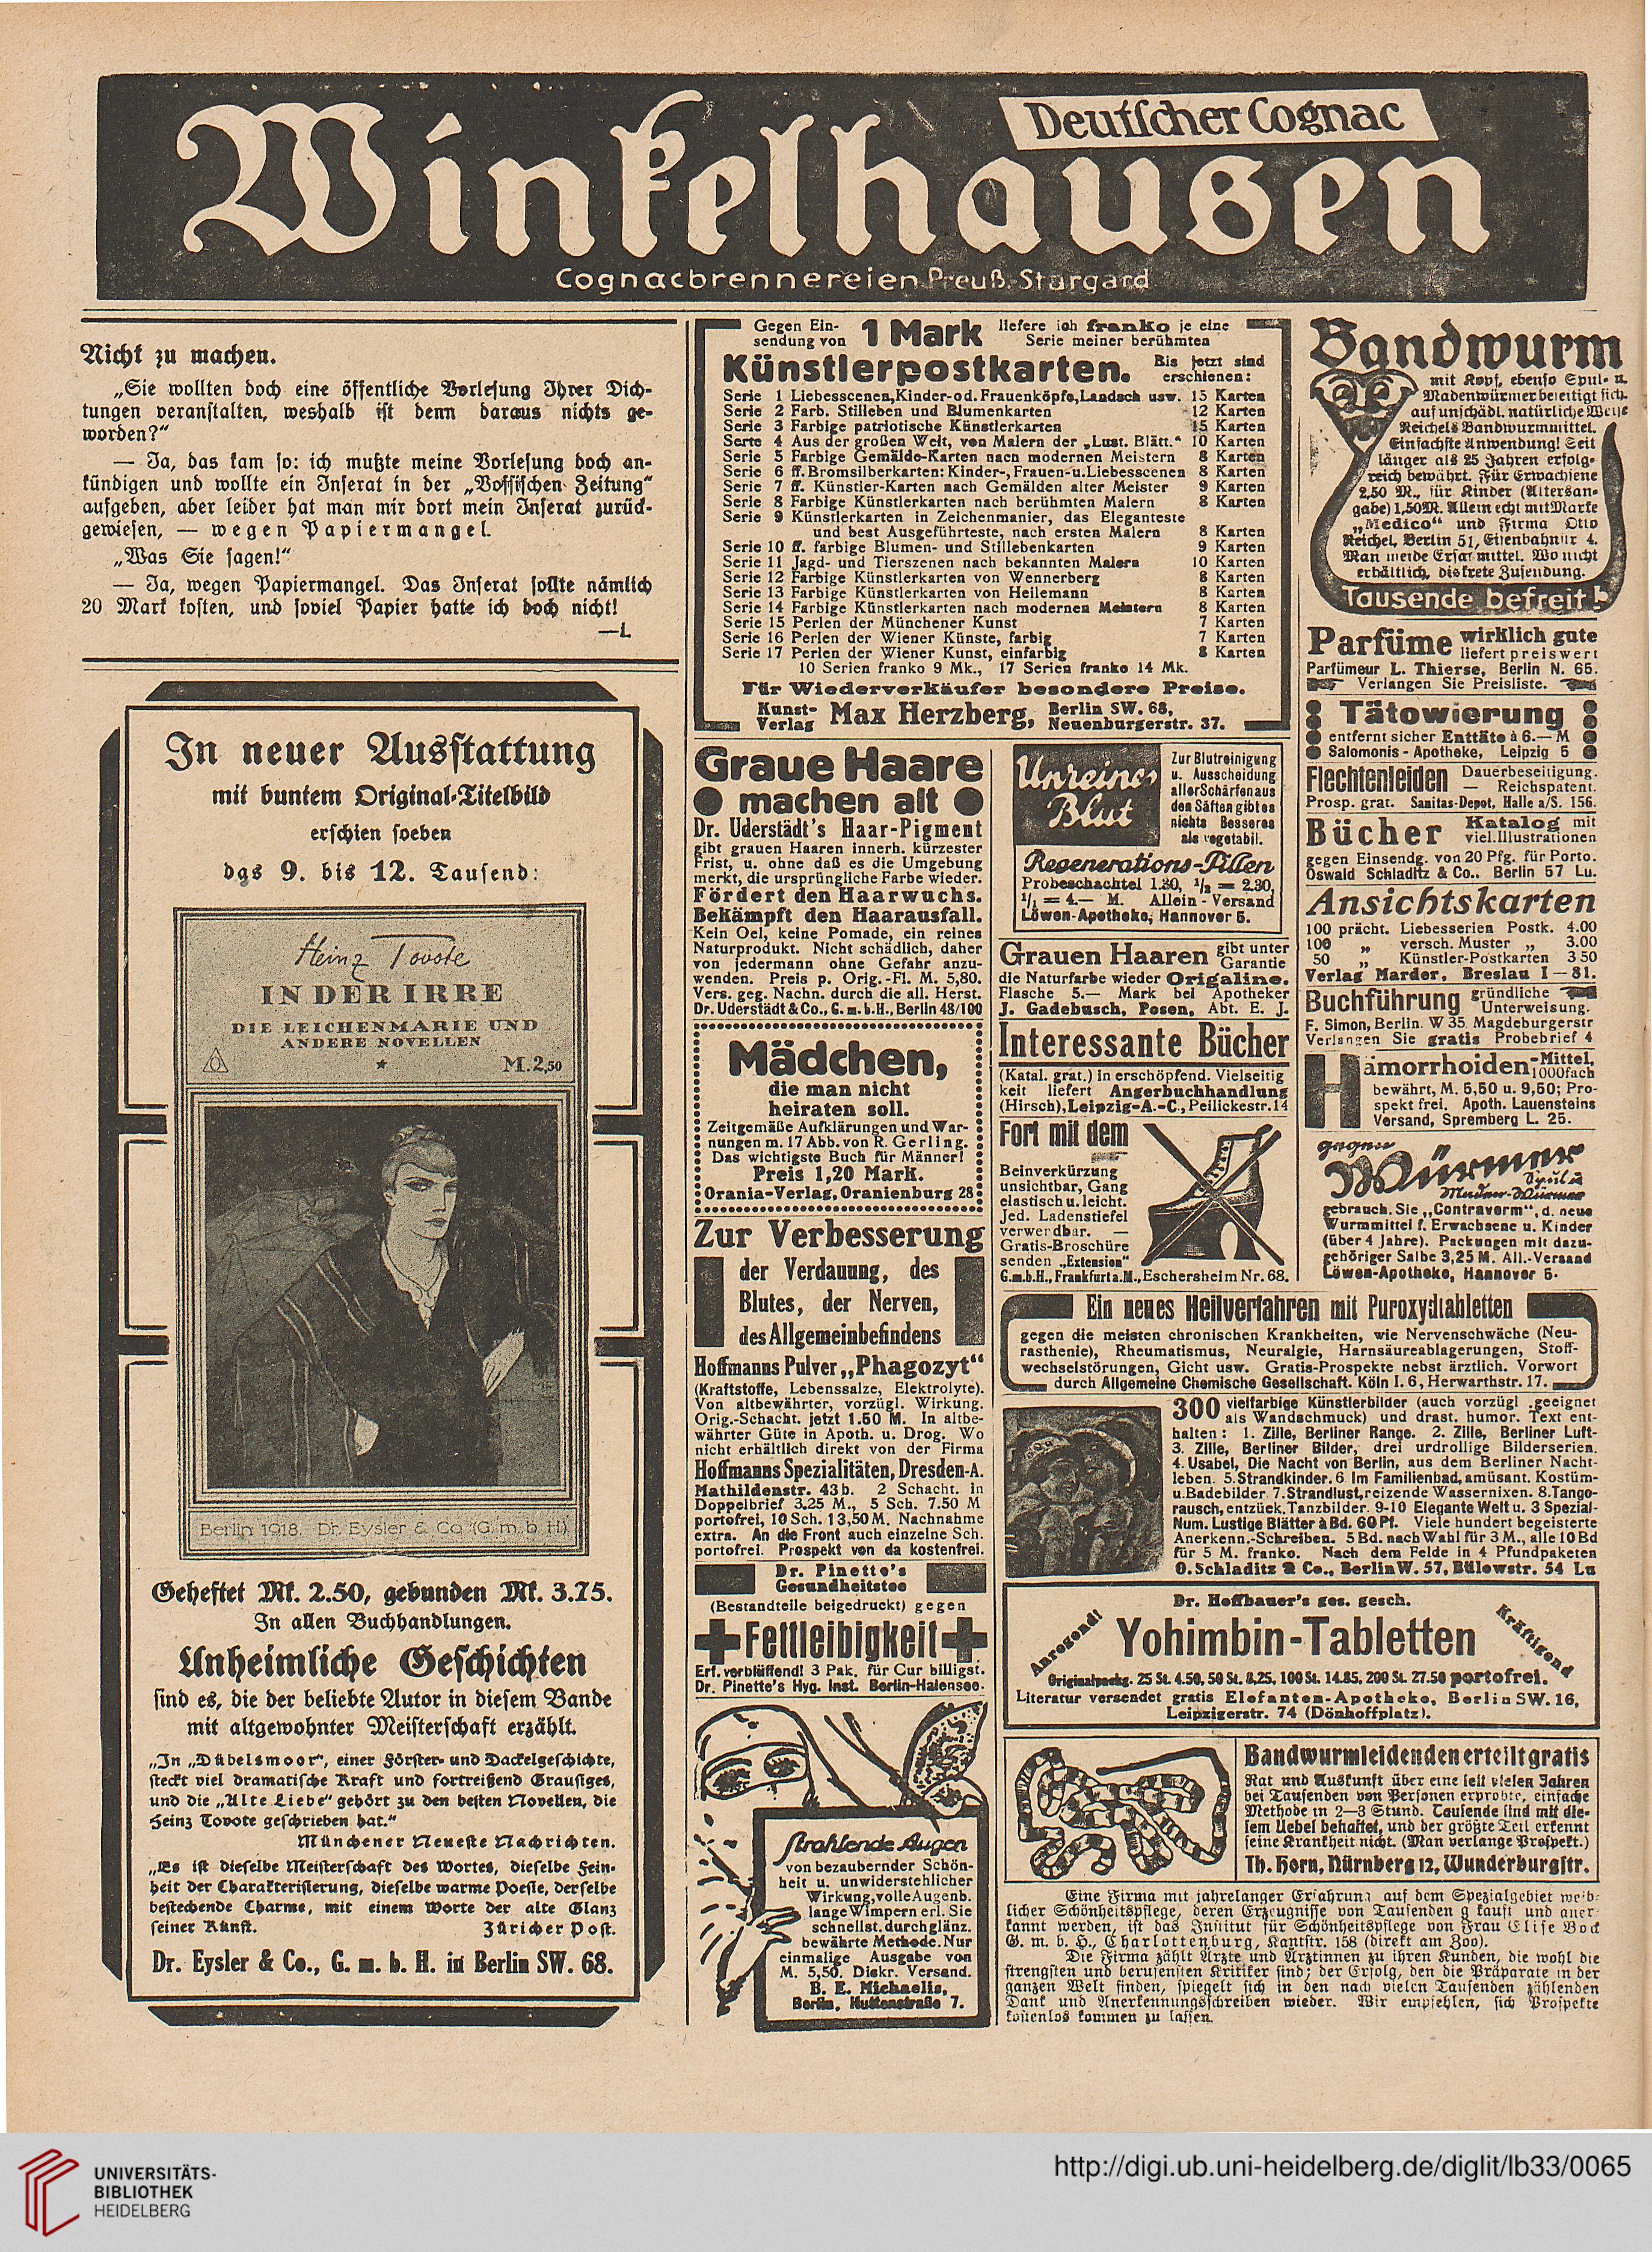 Deutscher Cognac
Winkelhausen
Cognacbrennereien Preuß.-Stargard
Nicht zu machen.
„Sie wollten doch eine öffentliche Vorlesung Ihrer Dich-
tungen veranstalten, weshalb ist denn daraus nichts ge-
worden?“
— Ja, das kam so: ich mußte meine Vorlesung doch an-
kündigen und wollte ein Inserat in der „Vossischen Zeitung“
aufgeben, aber leider hat man mir dort mein Inserat zurück-
gewiesen, — wegen Papiermangel.
„Was Sie sagen!“
— Ja, wegen Papiermangel. Das Inserat sollte nämlich
20 Mark kosten, und soviel Papier hatte ich doch nicht!
—L
In neuer Ausstattung
mit buntem Original-Titelbild
erschien soeben
das 9. bis 12. Tausend:
Heinz Tovote
IN DER IRRE
DIE LEICHENMARIE UND
ANDERE NOVELLEN
M. 2,50
Berlin 1918. Dr. Eysler & Co (G. m. b. H)
Geheftet Mk. 2.50, gebunden Mk. 3.75.
In allen Buchhandlungen.
Unheimliche Geschichten
sind es, die der beliebte Autor in diesem Bande
mit altgewohnter Meisterschaft erzählt.
„In „Dübelsmoor“, einer Förster- und Dackelgeschichte,
steckt viel dramatische Kraft und fortreißend Grausiges,
und die „Alte Liebe“ gehört zu den besten Novellen, die
Heinz Tovote geschrieben hat.“
Münchener Neueste Nachrichten.
„Es ist dieselbe Meisterschaft des Wortes, dieselbe Fein-
heit der Charakterisierung, dieselbe warme Poesie, derselbe
bestechende Charme, mit einem Worte der alte Glanz
seiner Kunst.
Züricher Post.
Dr. Eysler & Co., G. m. b. H. in Berlin SW. 68.
Gegen Ein-
sendung von 1 Mark liefere ich franko je eine
Serie meiner berühmten
Künstlerpostkarten. Bis jetzt sind
erschienen:
Serie 1 Liebesscenen, Kinder- od. Frauenköpfe, Landsch usw. 15 Karten
Serie 2 Farb. Stilleben und Blumenkarten 12 Karten
Serie 3 Farbige patriotische Künstlerkarten 15 Karten
Serie 4 Aus der großen Welt, von Malern der „Lust. Blätt.“ 10 Karten
Serie 5 Farbige Gemälde-Karten nach modernen Meistern 8 Karten
Serie 6 ff. Bromsilberkarten: Kinder-, Frauen- u. Liebesscenen 8 Karten
Serie 7 ff. Künstler-Karten nach Gemälden alter Meister 9 Karten
Serie 8 Farbige Künstlerkarten nach berühmten Malern 8 Karten
Serie 9 Künstlerkarten in Zeichenmanier, das Eleganteste
und best Ausgeführteste, nach ersten Malern 8 Karten
Serie 10 ff. farbige Blumen- und Stillebenkarten 9 Karten
Serie 11 Jagd- und Tierszenen nach bekannten Malern 10 Karten
Serie 12 Farbige Künstlerkarten von Wennerberg 8 Karten
Serie 13 Farbige Künstlerkarten von Heilemann 8 Karten
Serie 14 Farbige Künstlerkarten nach modernen Meistern 8 Karten
Serie 15 Perlen der Münchener Kunst 7 Karten
Serie 16 Perlen der Wiener Künste, farbig 7 Karten
Serie 17 Perlen der Wiener Kunst, einfarbig 8 Karten
10 Serien franko 9 Mk., 17 Serien franko 14 Mk.
Für Wiederverkäufer besondere Preise.
Kunst-
Verlag Max Herzberg, Berlin SW. 68,
Neuenburgerstr. 37.
Graue Haare
machen alt
Dr. Uderstädt's Haar-Pigment
gibt grauen Haaren innerh. kürzester
Frist, u. ohne daß es die Umgebung
merkt, die ursprüngliche Farbe wieder.
Fördert den Haarwuchs.
Bekämpft den Haarausfall.
Kein Oel, keine Pomade, ein reines
Naturprodukt. Nicht schädlich, daher
von jedermann ohne Gefahr anzu-
wenden. Preis p. Orig.-Fl. M. 5,80.
Vers. geg. Nachn. durch die all. Herst.
Dr. Uderstädt & Co., G. m. b. H., Berlin 48/100
Mädchen,
die man nicht
heiraten soll.
Zeitgemäße Aufklärungen und War-
nungen m. 17 Abb. von R. Gerling.
Das wichtigste Buch für Männer!
Preis 1,20 Mark.
Orania-Verlag, Oranienburg 28
Zur Verbesserung
der Verdauung, des
Blutes, der Nerven,
des Allgemeinbefindens
Hoffmanns Pulver „Phagozyt“
(Kraftstoffe, Lebenssalze, Elektrolyte).
Von altbewährter, vorzügl. Wirkung.
Orig.-Schacht. jetzt 1.50 M. In altbe-
währter Güte in Apoth. u. Drog. Wo
nicht erhältlich direkt von der Firma
Hoffmanns Spezialitäten, Dresden-A.
Mathildenstr. 43b. 2 Schacht. in
Doppelbrief 3.25 M., 5 Sch. 7.50 M
portofrei, 10 Sch. 13,50 M. Nachnahme
extra. An die Front auch einzelne Sch.
portofrei. Prospekt von da kostenfrei.
Dr. Pinette's
Gesundheitstee
(Bestandteile beigedruckt) gegen
Fettleibigkeit
Erf. verblüffend! 3 Pak. für Cur billigst.
Dr. Pinette's Hyg. Inst. Berlin-Halensee.
Strahlende Augen
von bezaubernder Schön-
heit u. unwiderstehlicher
Wirkung, volle Augenb.
lange Wimpern erl. Sie
schnellst. durch glänz.
bewährte Methode. Nur
einmalige Ausgabe von
M. 5,50. Diskr. Versand.
B. E. Michaelis,
Berlin, Huttenstraße 7.
Unreines
Blut
Zur Blutreinigung
u. Ausscheidung
aller Schärfen aus
den Säften gibt es
nichts Besseres
als vegetabil.
Regenerations-Pillen
Probeschachtel 1.30, 1/2 = 2.30,
1/1 = 4.— M. Allein-Versand
Löwen-Apotheke, Hannover 5.
Grauen Haaren gibt unter
Garantie
die Naturfarbe wieder Origaline.
Flasche 5.— Mark bei Apotheker
J. Gadebusch, Posen, Abt. E. J.
Interessante Bücher
(Katal. grat.) in erschöpfend. Vielseitig
keit liefert Angerbuchhandlung
(Hirsch), Leipzig-A.-C., Peilickestr. 14
Fort mit dem
Beinverkürzung
unsichtbar, Gang
elastisch u. leicht.
Jed. Ladenstiefel
verwendbar. —
Gratis-Broschüre
senden „Extension“
G.m.b.H., Frankfurt a.M., Eschersheim Nr. 68.
Bandwurm
mit Kopf, ebenso Spul- u.
Madenwürmer beseitigt sich.
auf unschädl. natürliche Weise
Reichels Bandwurmmittel.
Einfachste Anwendung! Seit
länger als 25 Jahren erfolg-
reich bewährt. Für Erwachsene
2,50 M., für Kinder (Altersan-
gabe) 1,50 M. Allein echt mit Marke
„Medico“ und Firma Otto
Reichel, Berlin 51, Eisenbahnstr 4.
Man meide Ersatzmittel. Wo nicht
erhältlich, diskrete Zusendung.
Tausende befreit!
Parfüme wirklich gute
liefert preiswert
Parfümeur L. Thierse, Berlin N. 65.
Verlangen Sie Preisliste.
Tätowierung
entfernt sicher Enttäto à 6.— M
Salomonis-Apotheke, Leipzig 5
Flechtenleiden Dauerbeseitigung.
— Reichspatent.
Prosp. grat. Sanitas-Depot, Halle a/S. 156.
Bücher Katalog mit
viel. Illustrationen
gegen Einsendg. von 20 Pfg. für Porto.
Oswald Schladitz & Co.. Berlin 57 Lu.
Ansichtskarten
100 prächt. Liebesserien Postk. 4.00
100 „ versch. Muster „ 3.00
50 „ Künstler-Postkarten 3 50
Verlag Marder, Breslau I—81.
Buchführung gründliche
Unterweisung.
F. Simon, Berlin. W 35 Magdeburgerstr
Verlangen Sie gratis Probebrief 4
Hämorrhoiden-Mittel,
1000fach
bewährt, M. 5,50 u. 9,50; Pro-
spekt frei. Apoth. Lauensteins
Versand, Spremberg L. 25.
gegen
Würmer
Spul u
Maden-Würmer
gebrauch. Sie „Contraverm“, d. neue
Wurmmittel f. Erwachsene u. Kinder
(über 4 Jahre). Packungen mit dazu-
gehöriger Salbe 3,25 M. All.-Versand
Löwen-Apotheke, Hannover 5.
Ein neues Heilverfahren mit Puroxydtabletten
gegen die meisten chronischen Krankheiten, wie Nervenschwäche (Neu-
rasthenie), Rheumatismus, Neuralgie, Harnsäureablagerungen, Stoff-
wechselstörungen, Gicht usw. Gratis-Prospekte nebst ärztlich. Vorwort
durch Allgemeine Chemische Gesellschaft. Köln I. 6, Herwarthstr. 17.
300 vielfarbige Künstlerbilder (auch vorzügl geeignet
als Wandschmuck) und drast. humor. Text ent-
halten: 1. Zille, Berliner Range. 2. Zille, Berliner Luft-
3. Zille, Berliner Bilder, drei urdrollige Bilderserien.
4. Usabel, Die Nacht von Berlin, aus dem Berliner Nacht-
leben. 5. Strandkinder. 6 Im Familienbad, amüsant. Kostüm-
u. Badebilder 7. Strandlust, reizende Wassernixen. 8. Tango-
rausch, entzück. Tanzbilder. 9-10 Elegante Welt u. 3 Spezial-
Num. Lustige Blätter à Bd. 60 Pf. Viele hundert begeisterte
Anerkenn.-Schreiben. 5 Bd. nach Wahl für 3 M., alle 10 Bd
für 5 M. franko. Nach dem Felde in 4 Pfundpaketen
O. Schladitz & Co., Berlin W. 57, Bülowstr. 54 Lu
Dr. Hoffbauer's ges. gesch.
Anregend! Yohimbin-Tabletten Kräftigend
Originalpackg. 25 St. 4.50, 50 St. 8.25. 100 St. 14.85. 200 St. 27.50 portofrei.
Literatur versendet gratis Elefanten-Apotheke, Berlin SW. 16,
Leipzigerstr. 74 (Dönhoffplatz).
Bandwurmleidenden erteilt gratis
Rat und Auskunft über eine seit vielen Jahren
bei Tausenden von Personen erprobte, einfache
Methode in 2—3 Stund. Tausende sind mit die-
sem Uebel behaftet, und der größte Teil erkennt
seine Krankheit nicht. (Man verlange Prospekt.)
Th. Horn, Nürnberg 12, Wunderburgstr.
Eine Firma mit jahrelanger Erfahrung auf dem Spezialgebiet weib-
licher Schönheitspflege, deren Erzeugnisse von Tausenden gekauft und aner-
kannt werden, ist das Institut für Schönheitspflege von Frau Elise Bock
G. m. b. H., Charlottenburg, Kantstr. 158 (direkt am Zoo).
Die Firma zählt Ärzte und Ärztinnen zu ihren Kunden, die wohl die
strengsten und berufensten Kritiker sind; der Erfolg, den die Präparate in der
ganzen Welt finden, spiegelt sich in den nach vielen Tausenden zählenden
Dank und Anerkennungsschreiben wieder. Wir empfehlen, sich Prospekte
kostenlos kommen zu lassen.
UNIVERSITÄTS-
BIBLIOTHEK
HEIDELBERG
http://digi.ub.uni-heidelberg.de/diglit/lb33/0065